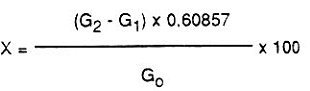 (G₂ - G₁) x 0.60857
X = x 100
G₀